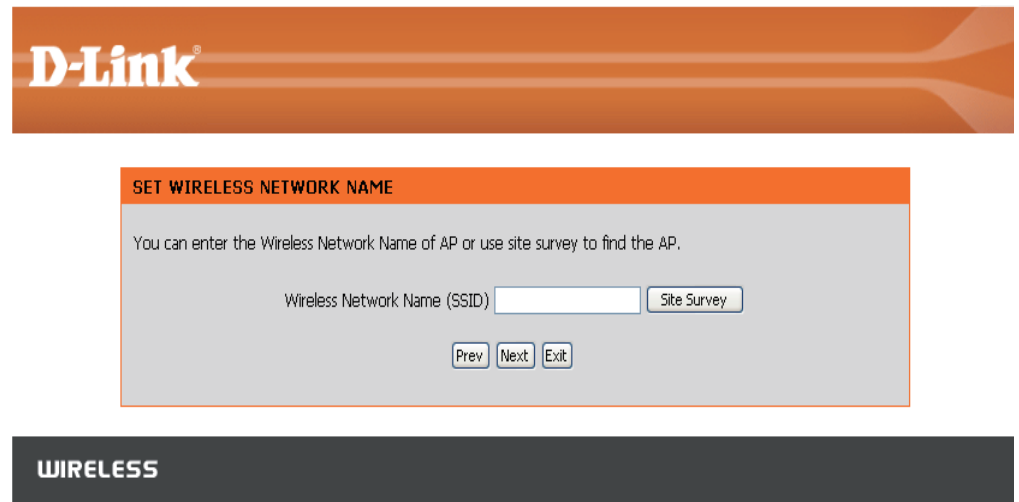 D-Link®
SET WIRELESS NETWORK NAME
You can enter the Wireless Network Name of AP or use site survey to find the AP.
Wireless Network Name (SSID) Site Survey
Prev Next Exit
WIRELESS